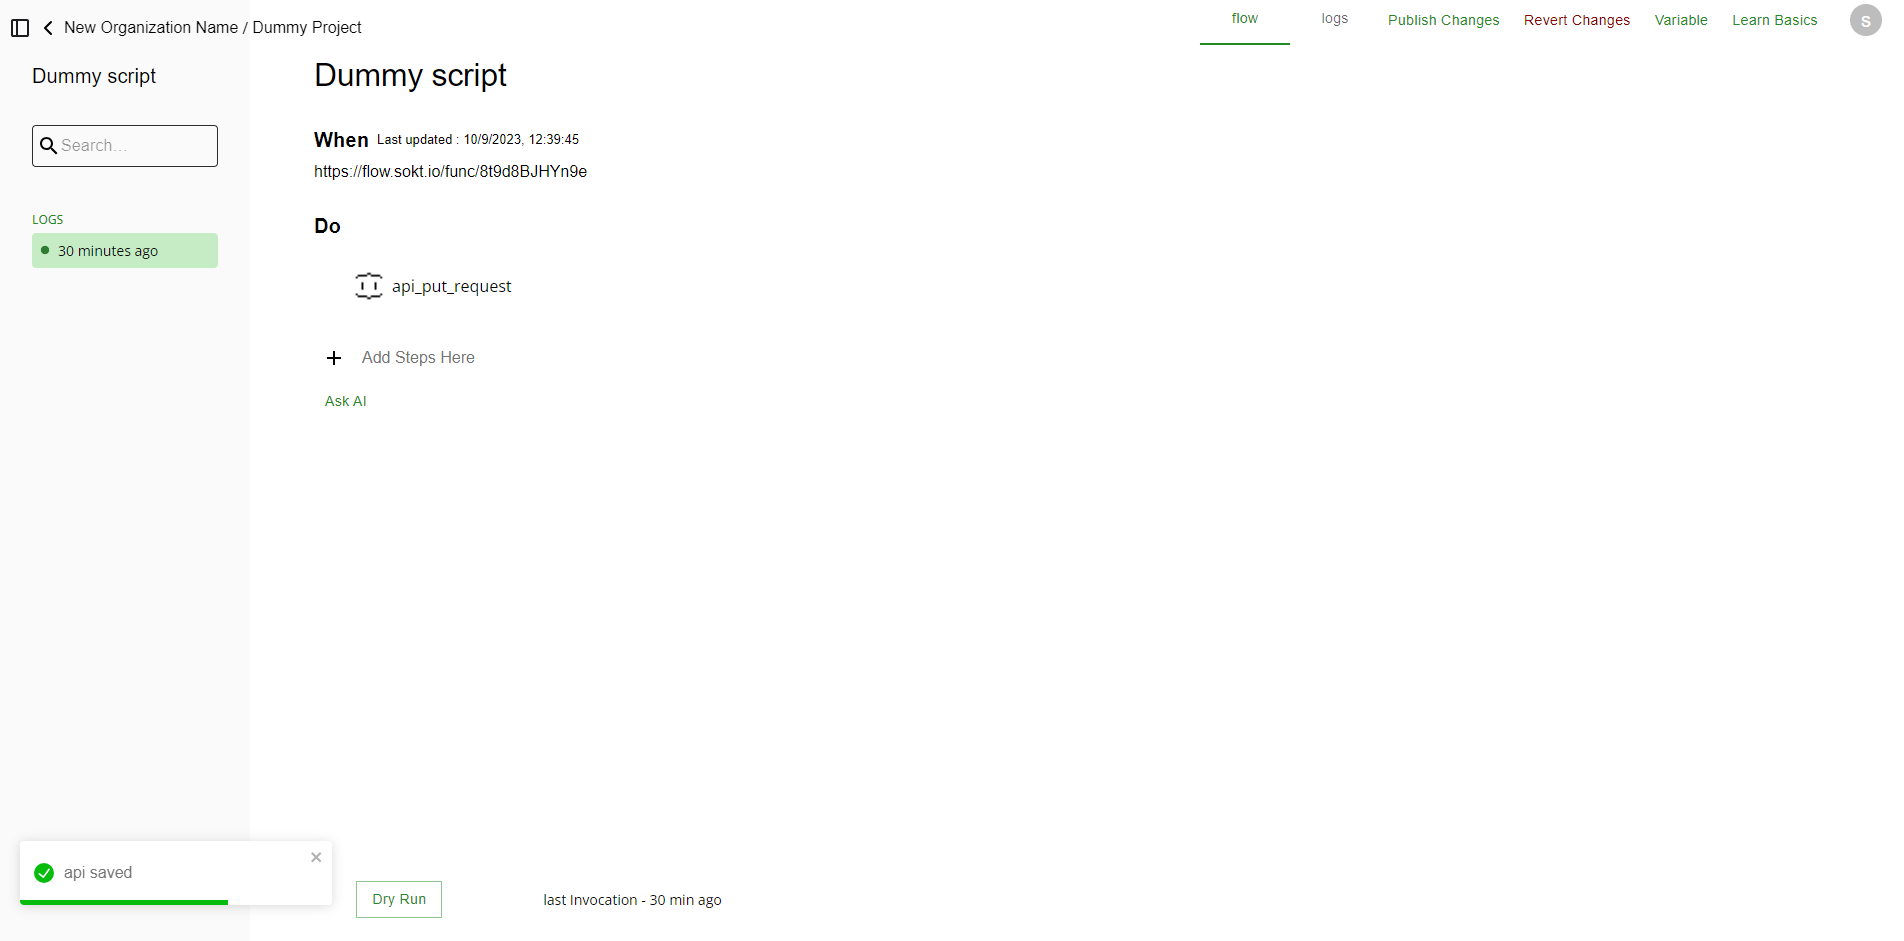 New Organization Name / Dummy Project
flow
logs
Publish Changes
Revert Changes
Variable
Learn Basics
S
Dummy script
Search...
LOGS
30 minutes ago
Dummy script
When Last updated : 10/9/2023, 12:39:45
https://flow.sokt.io/func/8t9d8BJHYn9e
Do
api_put_request
Add Steps Here
Ask AI
api saved
Dry Run
last Invocation - 30 min ago